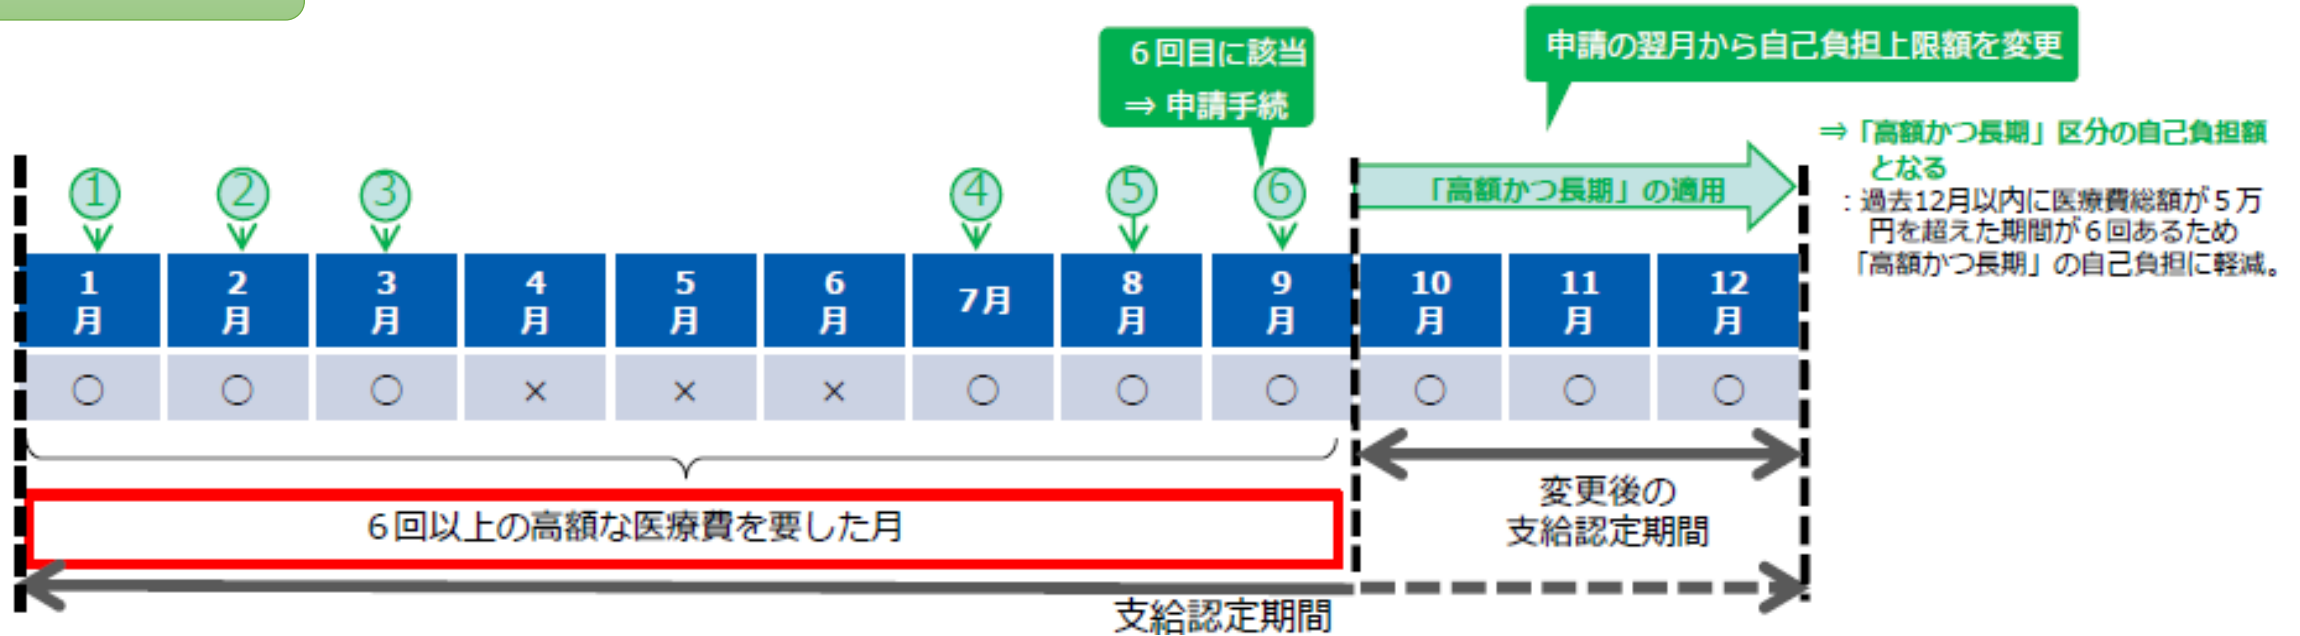 6回目に該当
⇒ 申請手続
申請の翌月から自己負担上限額を変更
⇒「高額かつ長期」区分の自己負担額
となる
：過去12月以内に医療費総額が５万
円を超えた期間が６回あるため
「高額かつ長期」の自己負担に軽減。
① ② ③ ④ ⑤ ⑥
「高額かつ長期」の適用
1月 2月 3月 4月 5月 6月 7月 8月 9月 10月 11月 12月
○ ○ ○ × × × ○ ○ ○ ○ ○ ○
6回以上の高額な医療費を要した月
変更後の
支給認定期間
支給認定期間